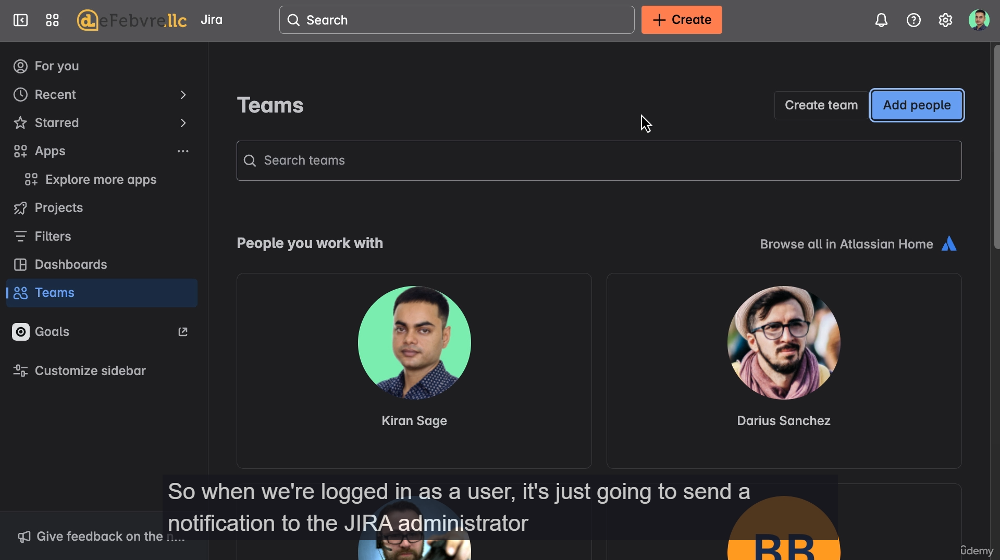 deFebvre.llc
Jira
Search
Create
For you
Recent
Starred
Apps
Explore more apps
Projects
Filters
Dashboards
Teams
Goals
Customize sidebar
Give feedback on the n...
Teams
Create team
Add people
Search teams
People you work with
Browse all in Atlassian Home
Kiran Sage
Darius Sanchez
BB
So when we're logged in as a user, it's just going to send a
notification to the JIRA administrator
ûdemy